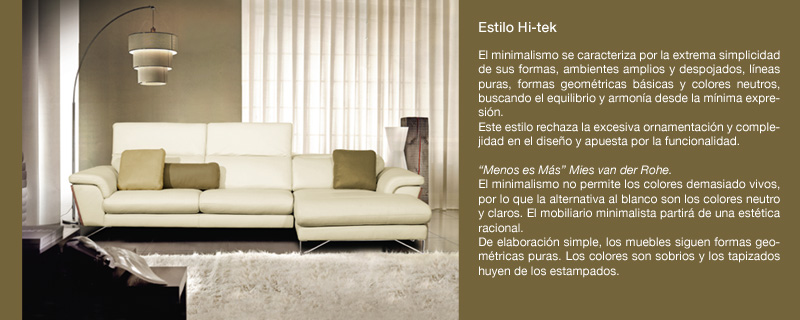 Estilo Hi-tek
El minimalismo se caracteriza por la extrema simplicidad
de sus formas, ambientes amplios y despojados, líneas
puras, formas geométricas básicas y colores neutros,
buscando el equilibrio y armonía desde la mínima expre-
sión.
Este estilo rechaza la excesiva ornamentación y comple-
jidad en el diseño y apuesta por la funcionalidad.
“Menos es Más” Mies van der Rohe.
El minimalismo no permite los colores demasiado vivos,
por lo que la alternativa al blanco son los colores neutro
y claros. El mobiliario minimalista partirá de una estética
racional.
De elaboración simple, los muebles siguen formas geo-
métricas puras. Los colores son sobrios y los tapizados
huyen de los estampados.